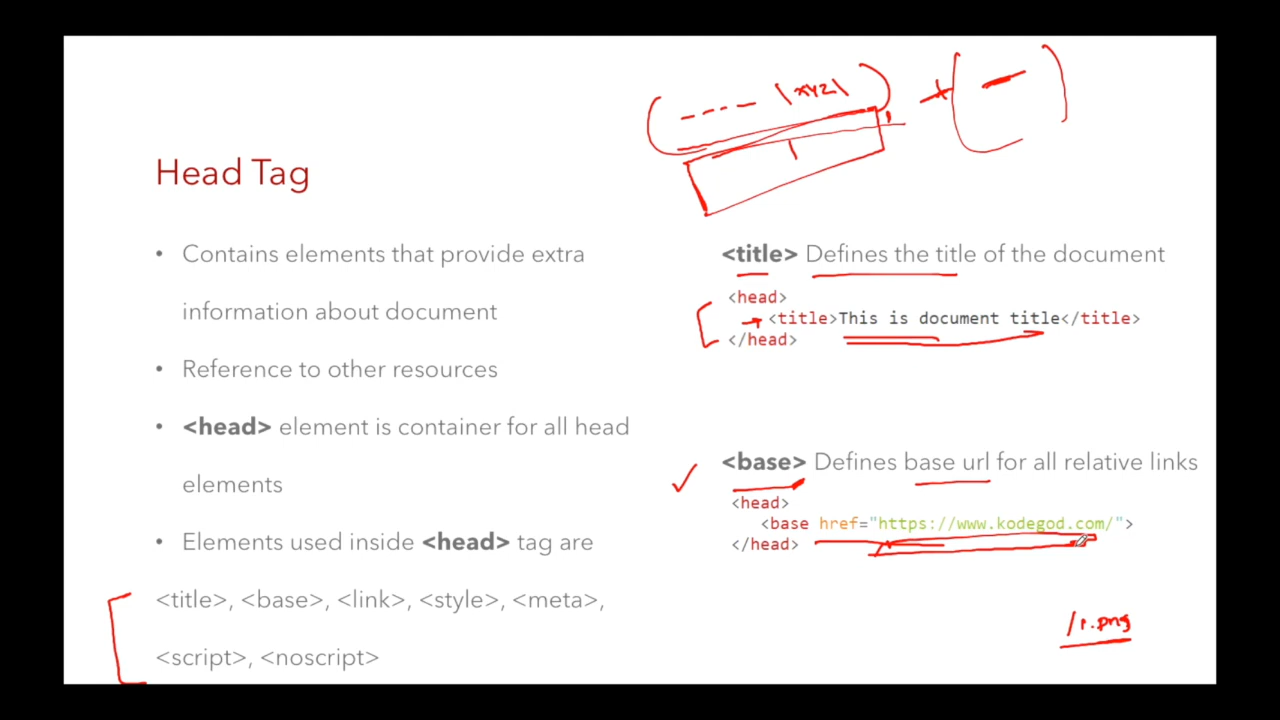 \xyz\
Head Tag
• Contains elements that provide extra
information about document
• Reference to other resources
• <head> element is container for all head
elements
• Elements used inside <head> tag are
<title>, <base>, <link>, <style>, <meta>,
<script>, <noscript>
<title> Defines the title of the document
<head>
<title>This is document title</title>
</head>
<base> Defines base url for all relative links
<head>
<base href="https://www.kodegod.com/">
</head>
/1.png